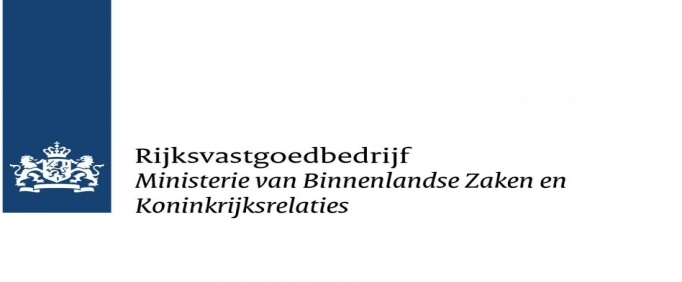 Rijksvastgoedbedrijf
Ministerie van Binnenlandse Zaken en
Koninkrijksrelaties